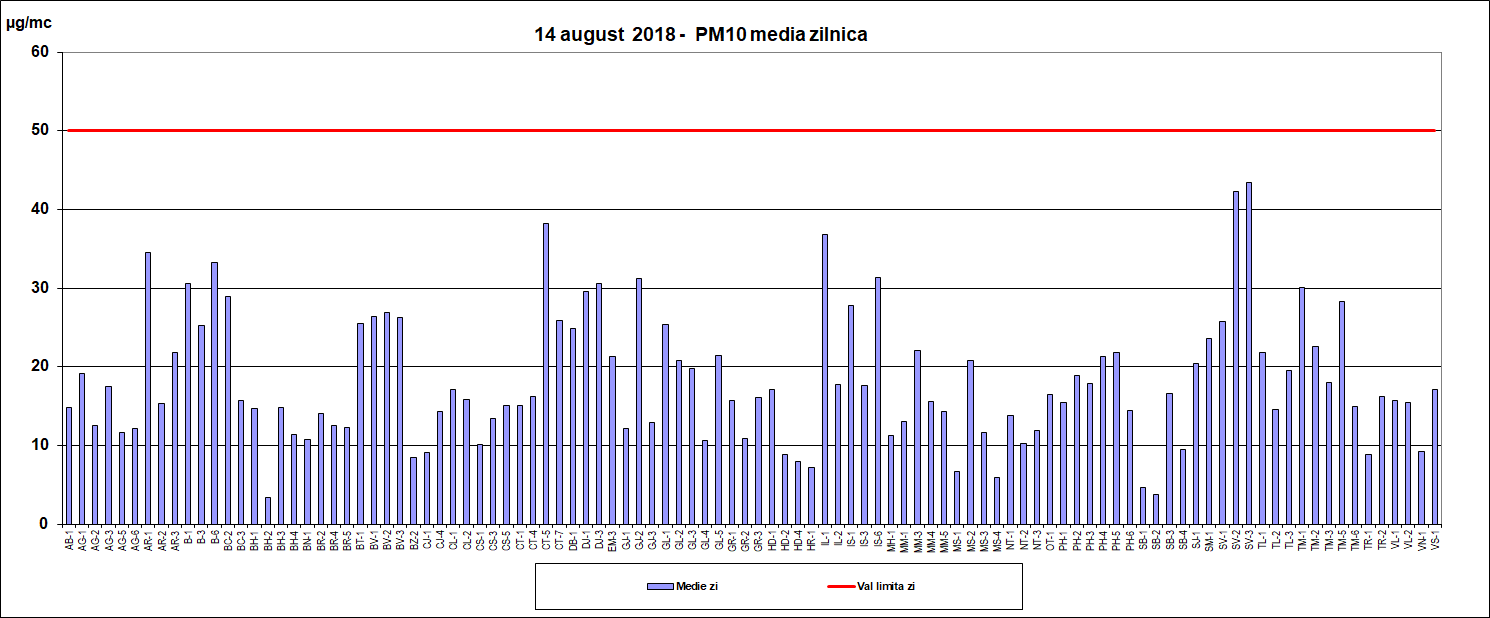 µg/mc
14 august 2018 - PM10 media zilnica
60
50
40
30
20
10
0
AB-1 AG-1 AG-2 AG-3 AG-5 AG-6 AR-1 AR-2 AR-3 B-1 B-3 B-6 BC-2 BC-3 BH-1 BH-2 BH-3 BH-4 BN-1 BR-2 BR-4 BR-5 BT-1 BV-1 BV-2 BV-3 BZ-2 CJ-1 CJ-4 CL-1 CL-2 CS-1 CS-3 CS-5 CT-1 CT-4 CT-5 CT-7 DB-1 DJ-1 DJ-3 EM-3 GJ-1 GJ-2 GJ-3 GL-1 GL-2 GL-3 GL-4 GL-5 GR-1 GR-2 GR-3 HD-1 HD-2 HD-4 HR-1 IL-1 IL-2 IS-1 IS-3 IS-6 MH-1 MM-1 MM-3 MM-4 MM-5 MS-1 MS-2 MS-3 MS-4 NT-1 NT-2 NT-3 OT-1 PH-1 PH-2 PH-3 PH-4 PH-5 PH-6 SB-1 SB-2 SB-3 SB-4 SJ-1 SM-1 SV-1 SV-2 SV-3 TL-1 TL-2 TL-3 TM-1 TM-2 TM-3 TM-5 TM-6 TR-1 TR-2 VL-1 VL-2 VN-1 VS-1
Medie zi Val limita zi